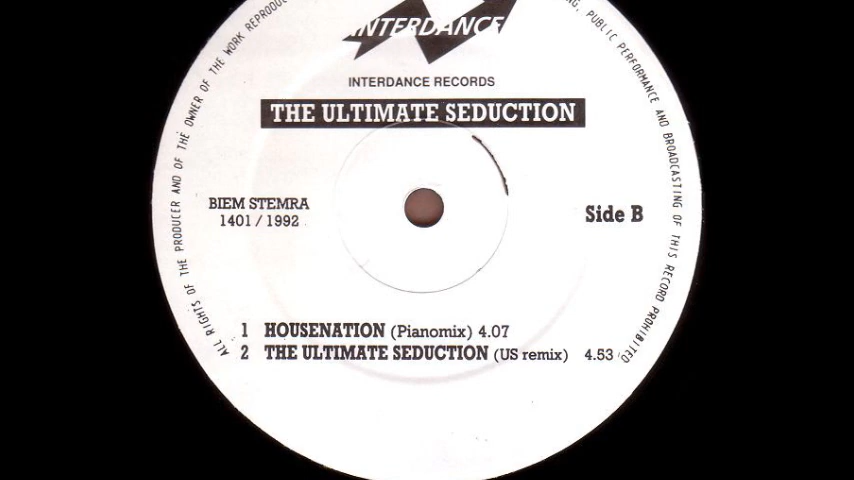 INTERDANCE
INTERDANCE RECORDS
THE ULTIMATE SEDUCTION
BIEM STEMRA
1401 / 1992
Side B
1 HOUSENATION (Pianomix) 4.07
2 THE ULTIMATE SEDUCTION (US remix) 4.53
ALL RIGHTS OF THE PRODUCER AND OF THE OWNER OF THE WORK
PUBLIC PERFORMANCE AND BROADCASTING OF THIS RECORD PROHIBITED